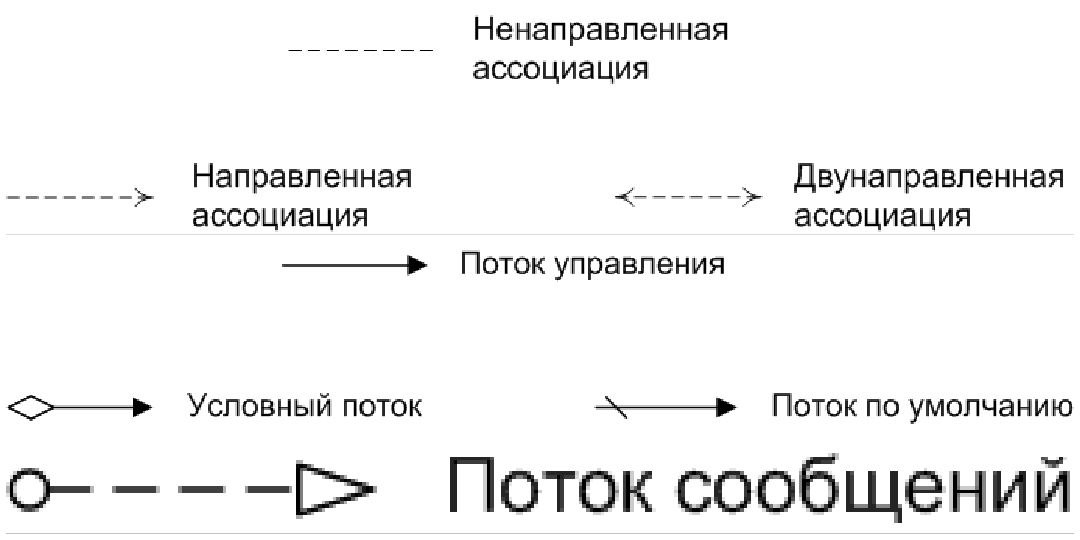 Ненаправленная
ассоциация
Направленная
ассоциация
Двунаправленная
ассоциация
Поток управления
Условный поток
Поток по умолчанию
Поток сообщений